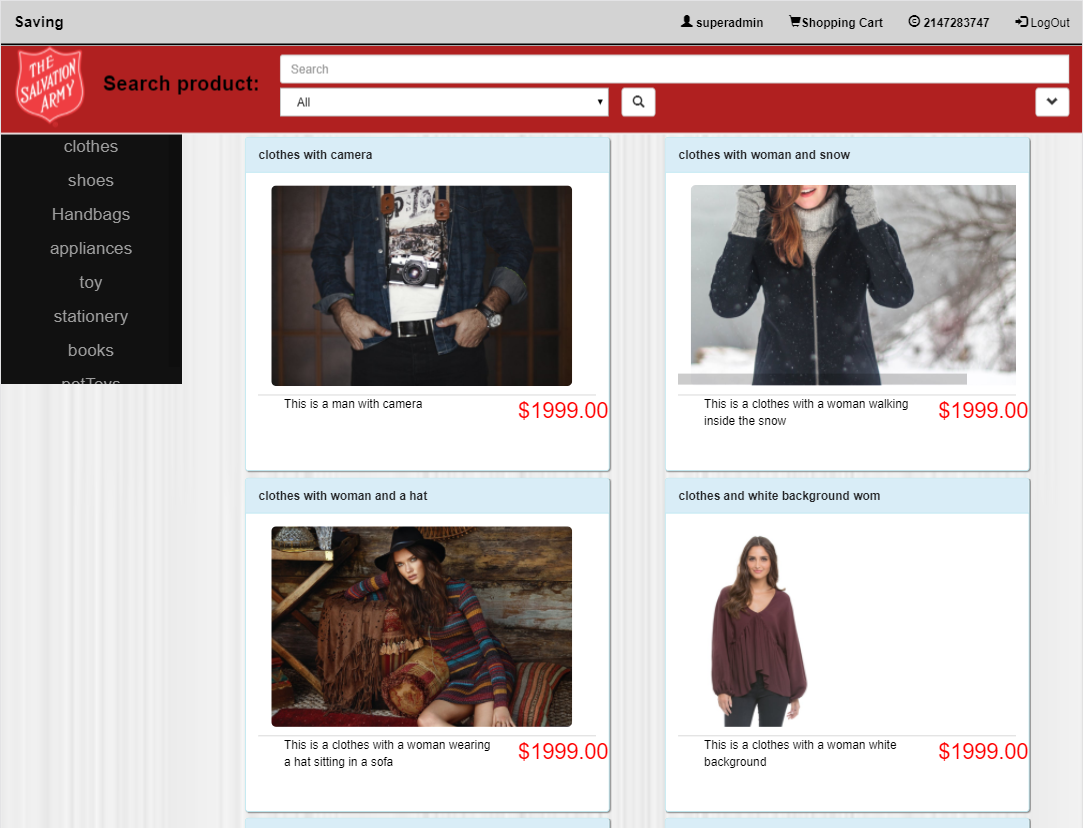 Saving
superadmin
Shopping Cart
2147283747
LogOut
THE
SALVATION
ARMY
Search product:
Search
All
clothes
shoes
Handbags
appliances
toy
stationery
books
petToys
clothes with camera
This is a man with camera
$1999.00
clothes with woman and snow
This is a clothes with a woman walking
inside the snow
$1999.00
clothes with woman and a hat
This is a clothes with a woman wearing
a hat sitting in a sofa
$1999.00
clothes and white background wom
This is a clothes with a woman white
background
$1999.00